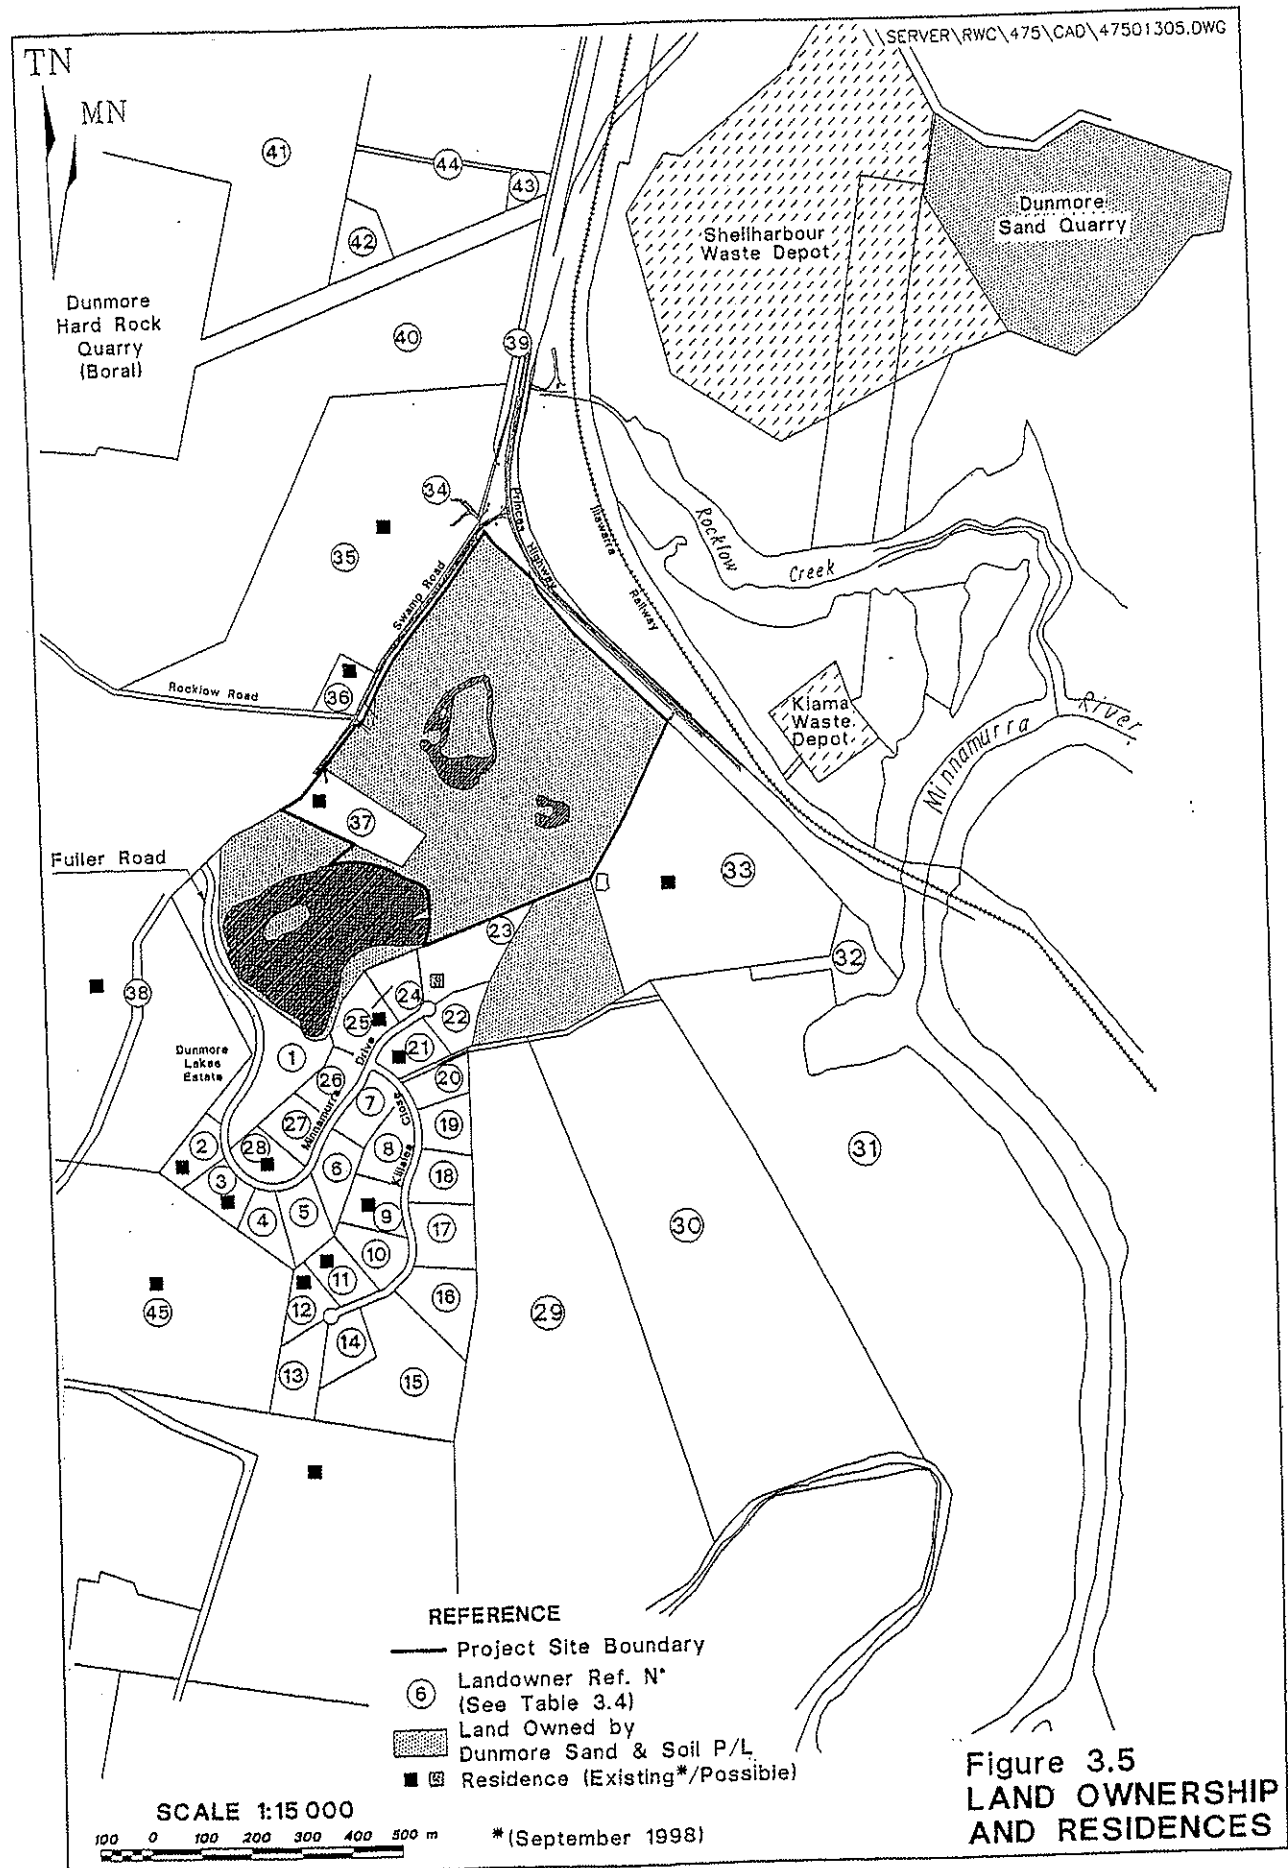 \\SERVER\RWC\475\CAD\47501305.DWG
TN
MN
41
44
43
42
Dunmore
Hard Rock
Quarry
(Boral)
40
39
Shellharbour
Waste Depot
Dunmore
Sand Quarry
34
35
Princes Highway
Illawarra Railway
Rocklow Creek
Swamp Road
36
Rocklow Road
Kiama
Waste
Depot
Minnamurra River
37
Fuller Road
33
23
32
38
24
25
22
21
Dunmore
Lakes
Estate
1
26
Minnamurra Drive
20
7
27
Killalea Close
19
2
28
8
31
3
6
18
4
5
9
17
30
10
11
16
45
12
29
14
13
15
REFERENCE
Project Site Boundary
6
Landowner Ref. N°
(See Table 3.4)
Land Owned by
Dunmore Sand & Soil P/L
Residence (Existing*/Possible)
SCALE 1:15 000
100 0 100 200 300 400 500 m
*(September 1998)
Figure 3.5
LAND OWNERSHIP
AND RESIDENCES